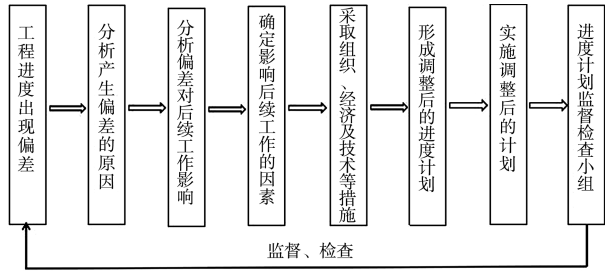 工程进度出现偏差
分析产生偏差的原因
分析偏差对后续工作影响
确定影响后续工作的因素
采取组织、经济及技术等措施
形成调整后的进度计划
实施调整后的计划
进度计划监督检查小组
监督、检查